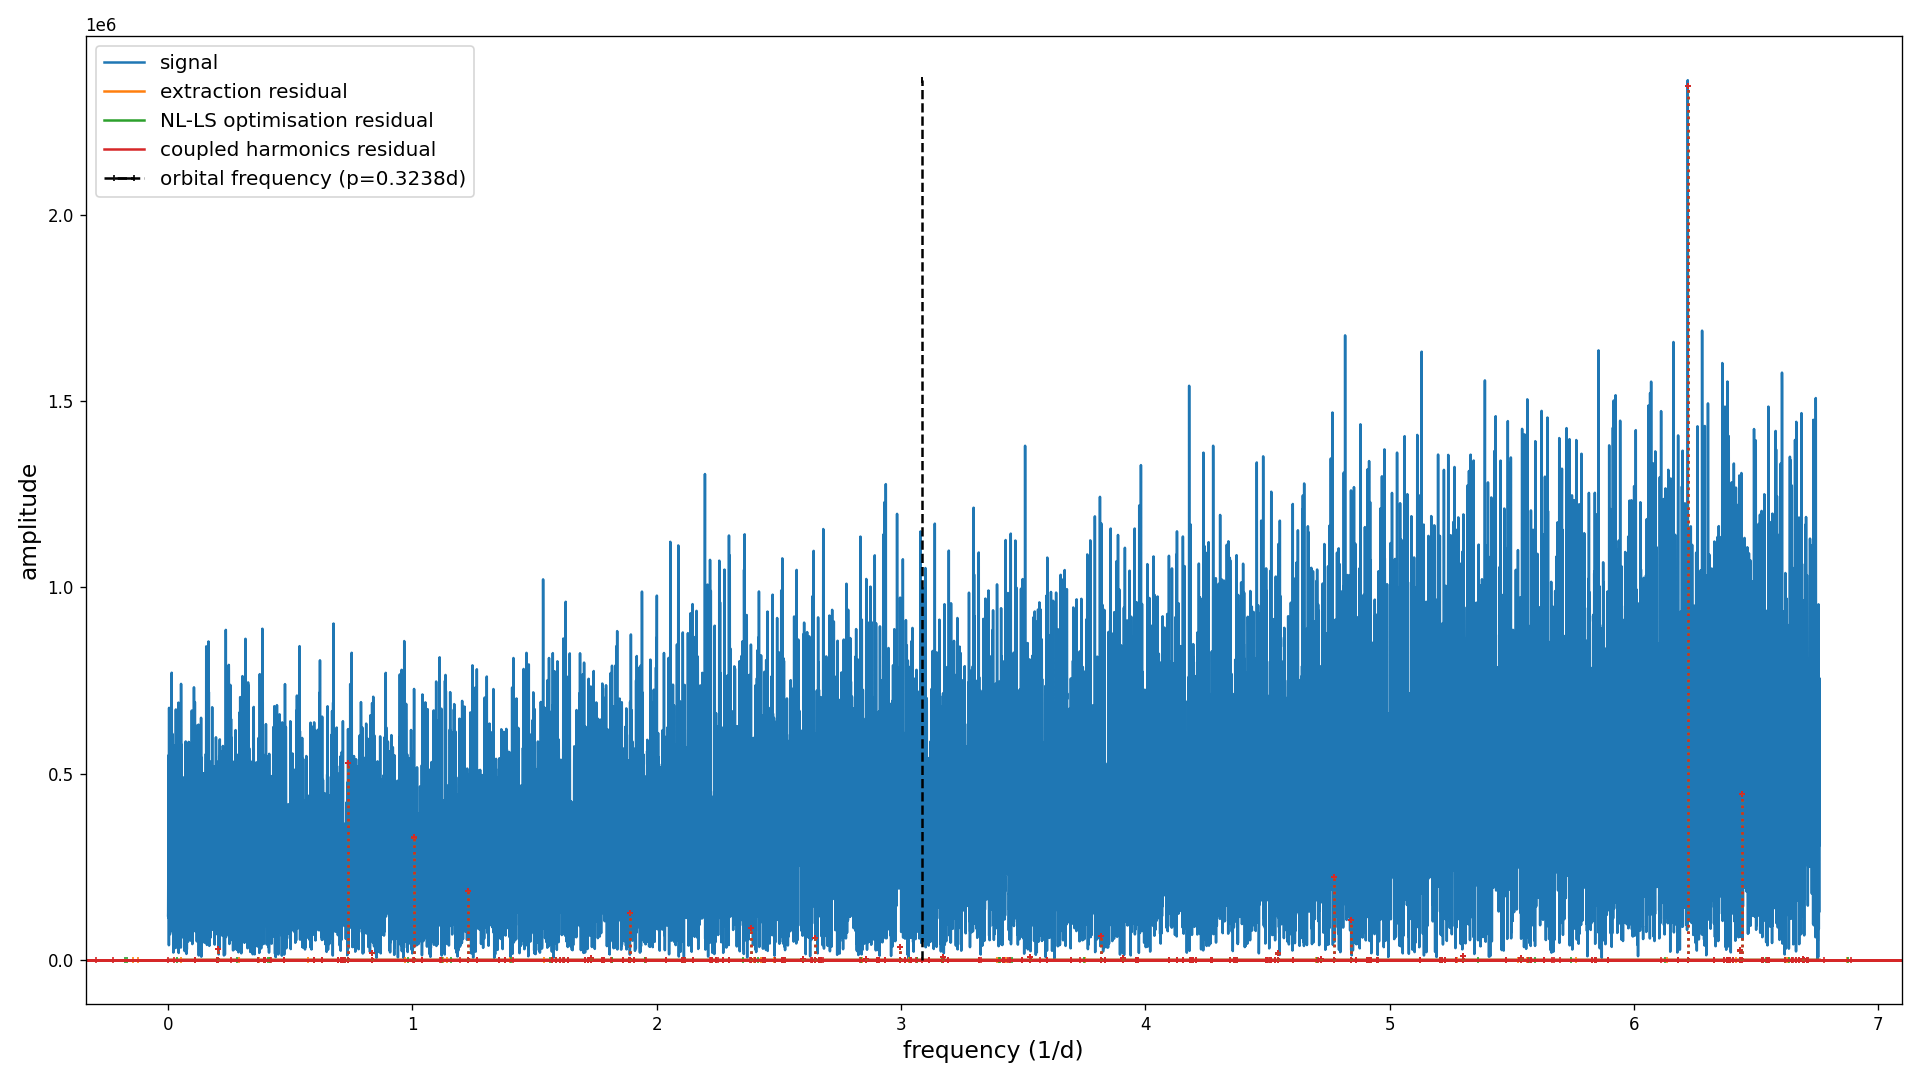 1e6
signal
extraction residual
NL-LS optimisation residual
coupled harmonics residual
orbital frequency (p=0.3238d)
2.0
1.5
1.0
0.5
0.0
amplitude
0 1 2 3 4 5 6 7
frequency (1/d)